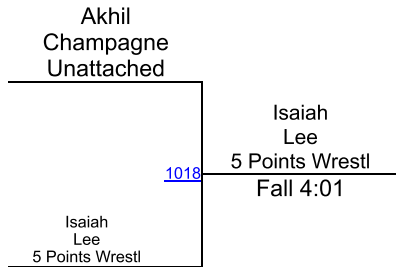 Akhil
Champagne
Unattached
Isaiah
Lee
5 Points Wrestl
Fall 4:01
1018
Isaiah
Lee
5 Points Wrestl